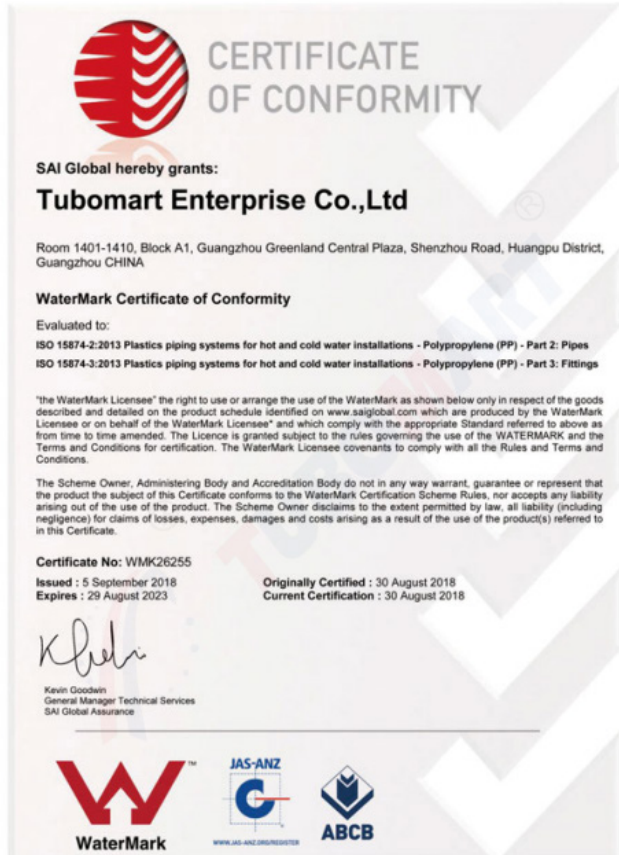 CERTIFICATE
OF CONFORMITY
SAI Global hereby grants:
Tubomart Enterprise Co.,Ltd
Room 1401-1410, Block A1, Guangzhou Greenland Central Plaza, Shenzhou Road, Huangpu District,
Guangzhou CHINA
WaterMark Certificate of Conformity
Evaluated to:
ISO 15874-2:2013 Plastics piping systems for hot and cold water installations - Polypropylene (PP) - Part 2: Pipes
ISO 15874-3:2013 Plastics piping systems for hot and cold water installations - Polypropylene (PP) - Part 3: Fittings
"the WaterMark Licensee" the right to use or arrange the use of the WaterMark as shown below only in respect of the goods
described and detailed on the product schedule identified on www.saiglobal.com which are produced by the WaterMark
Licensee or on behalf of the WaterMark Licensee* and which comply with the appropriate Standard referred to above as
from time to time amended. The Licence is granted subject to the rules governing the use of the WATERMARK and the
Terms and Conditions for certification. The WaterMark Licensee covenants to comply with all the Rules and Terms and
Conditions.
The Scheme Owner, Administering Body and Accreditation Body do not in any way warrant, guarantee or represent that
the product the subject of this Certificate conforms to the WaterMark Certification Scheme Rules, nor accepts any liability
arising out of the use of the product. The Scheme Owner disclaims to the extent permitted by law, all liability (including
negligence) for claims of losses, expenses, damages and costs arising as a result of the use of the product(s) referred to
in this Certificate.
Certificate No: WMK26255
Issued : 5 September 2018 Originally Certified : 30 August 2018
Expires : 29 August 2023 Current Certification : 30 August 2018
Kevin Goodwin
General Manager Technical Services
SAI Global Assurance
TUBOMART ®
WaterMark ™
JAS-ANZ
WWW.JAS-ANZ.ORG/REGISTER
ABCB